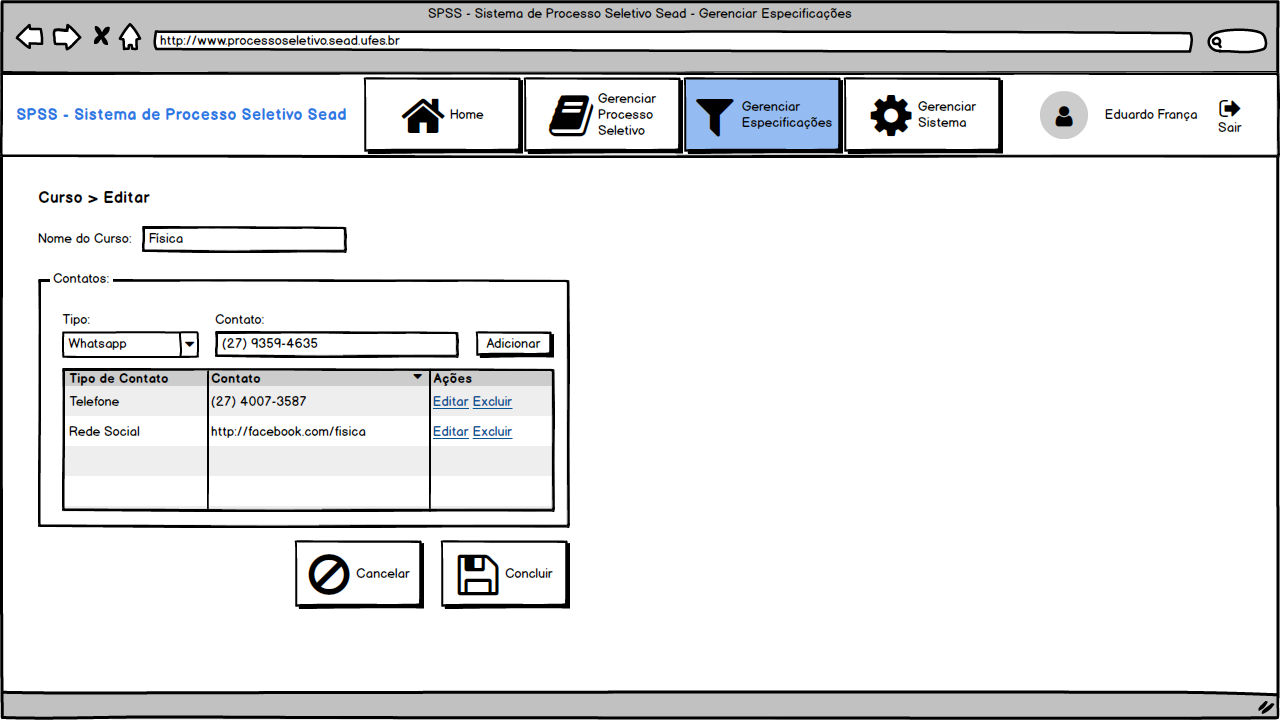 SPSS - Sistema de Processo Seletivo Sead - Gerenciar Especificações
http://www.processoseletivo.sead.ufes.br
SPSS - Sistema de Processo Seletivo Sead
Home
Gerenciar
Processo
Seletivo
Gerenciar
Especificações
Gerenciar
Sistema
Eduardo França
Sair
Curso > Editar
Nome do Curso: Física
Contatos:
Tipo: Contato:
Whatsapp (27) 9359-4635 Adicionar
Tipo de Contato Contato Ações
Telefone (27) 4007-3587 Editar Excluir
Rede Social http://facebook.com/fisica Editar Excluir
Cancelar Concluir